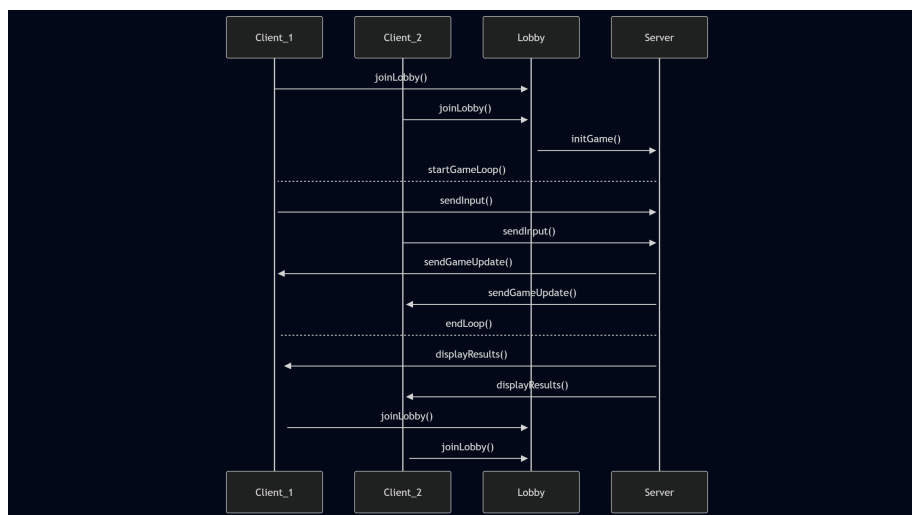 Client_1
Client_2
Lobby
Server
joinLobby()
joinLobby()
initGame()
startGameLoop()
sendInput()
sendInput()
sendGameUpdate()
sendGameUpdate()
endLoop()
displayResults()
displayResults()
joinLobby()
joinLobby()
Client_1
Client_2
Lobby
Server